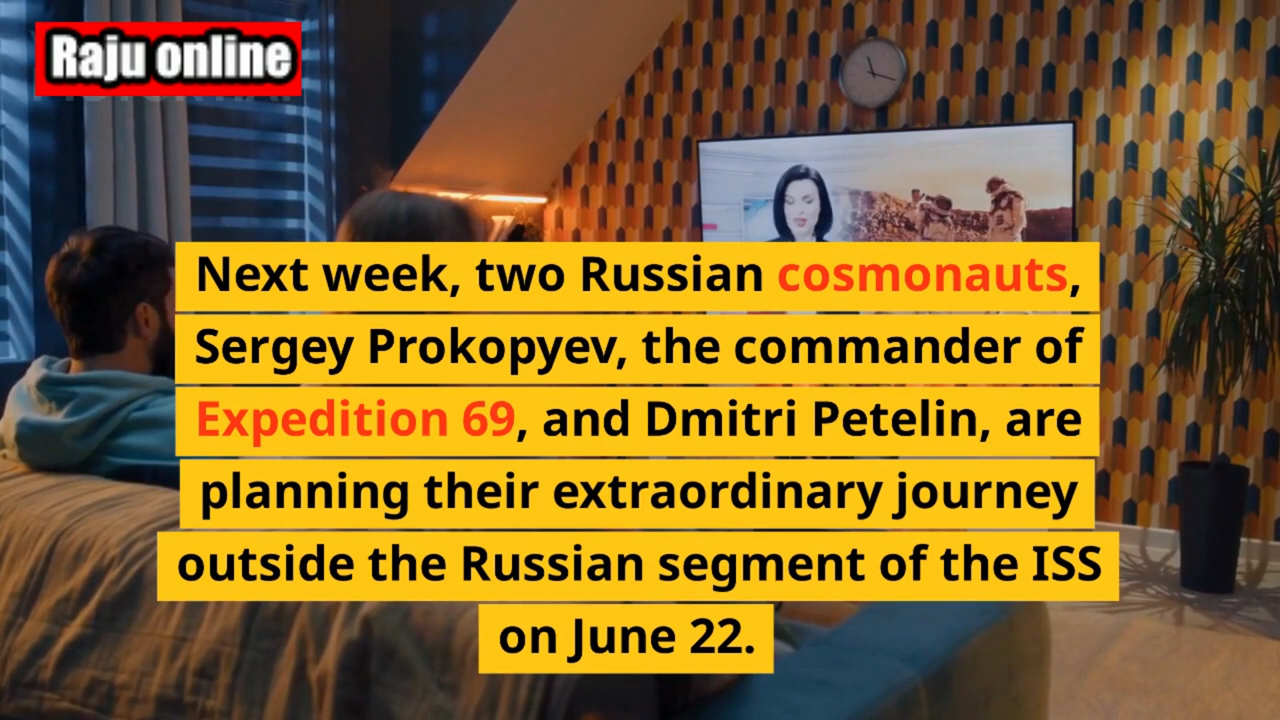 Raju online
Next week, two Russian cosmonauts,
Sergey Prokopyev, the commander of
Expedition 69, and Dmitri Petelin, are
planning their extraordinary journey
outside the Russian segment of the ISS
on June 22.